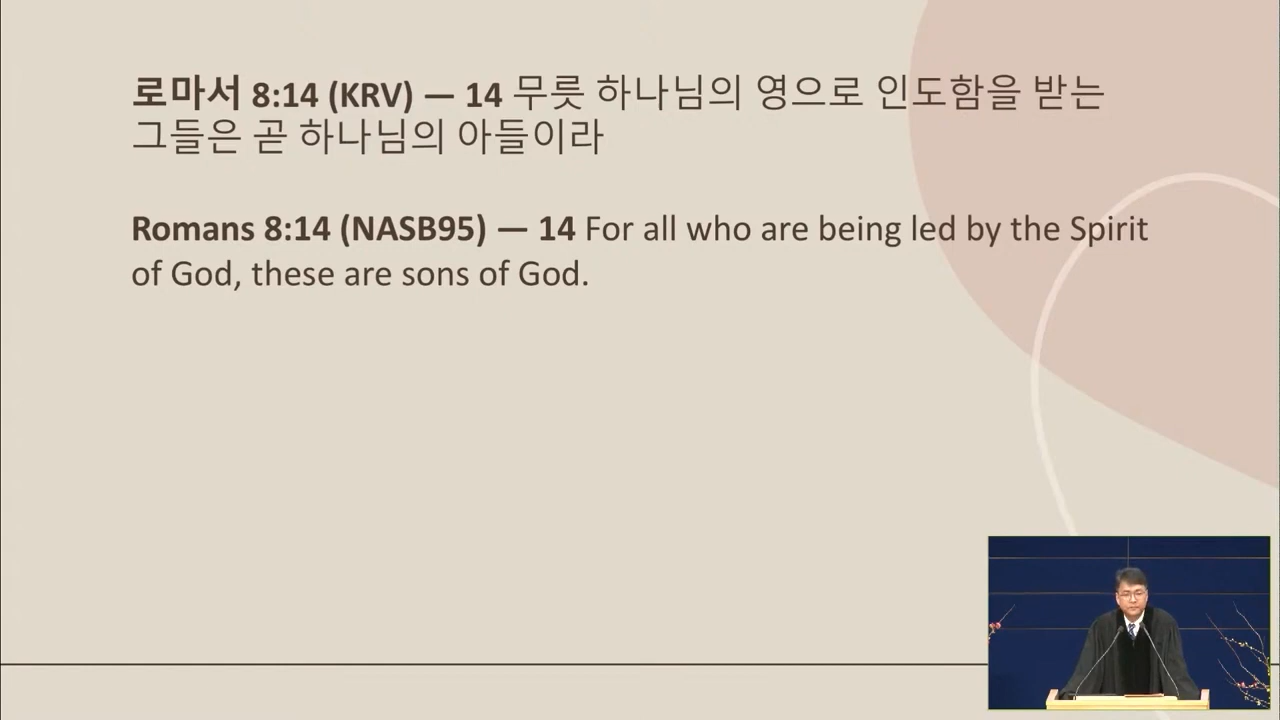 로마서 8:14 (KRV) — 14 무릇 하나님의 영으로 인도함을 받는
그들은 곧 하나님의 아들이라
Romans 8:14 (NASB95) — 14 For all who are being led by the Spirit
of God, these are sons of God.